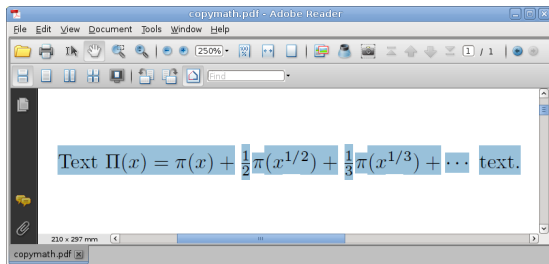 copymath.pdf - Adobe Reader
File Edit View Document Tools Window Help
250% 1 / 1
Find
Text Π(x) = π(x) + 1/2 π(x^{1/2}) + 1/3 π(x^{1/3}) + ··· text.
210 x 297 mm
copymath.pdf